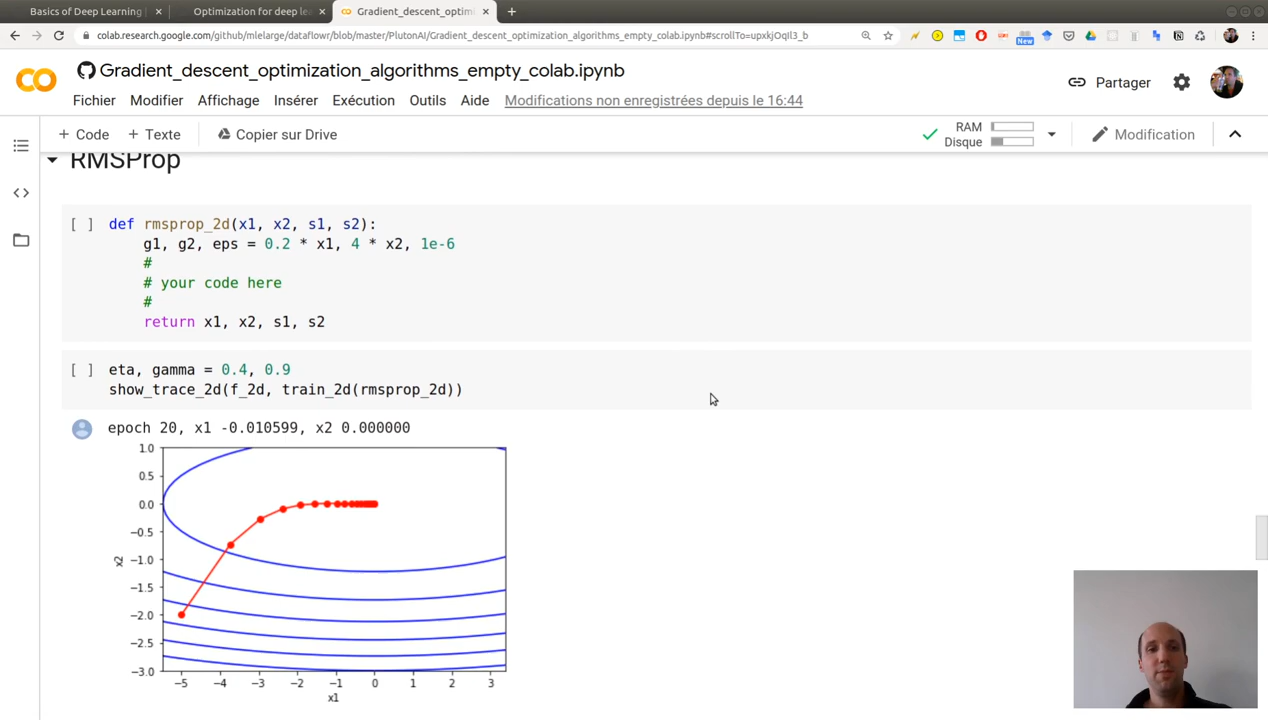 Basics of Deep Learning
Optimization for deep le
Gradient_descent_optimi
colab.research.google.com/github/mlelarge/dataflowr/blob/master/PlutonAI/Gradient_descent_optimization_algorithms_empty_colab.ipynb#scrollTo=upxkjOqII3_b
New
Gradient_descent_optimization_algorithms_empty_colab.ipynb
Partager
Fichier Modifier Affichage Insérer Exécution Outils Aide Modifications non enregistrées depuis le 16:44
+ Code + Texte Copier sur Drive
RAM
Disque
Modification
RMSProp
[ ] def rmsprop_2d(x1, x2, s1, s2):
g1, g2, eps = 0.2 * x1, 4 * x2, 1e-6
#
# your code here
#
return x1, x2, s1, s2
[ ] eta, gamma = 0.4, 0.9
show_trace_2d(f_2d, train_2d(rmsprop_2d))
epoch 20, x1 -0.010599, x2 0.000000
1.0
0.5
0.0
−0.5
−1.0
−1.5
−2.0
−2.5
−3.0
x2
−5 −4 −3 −2 −1 0 1 2 3
x1